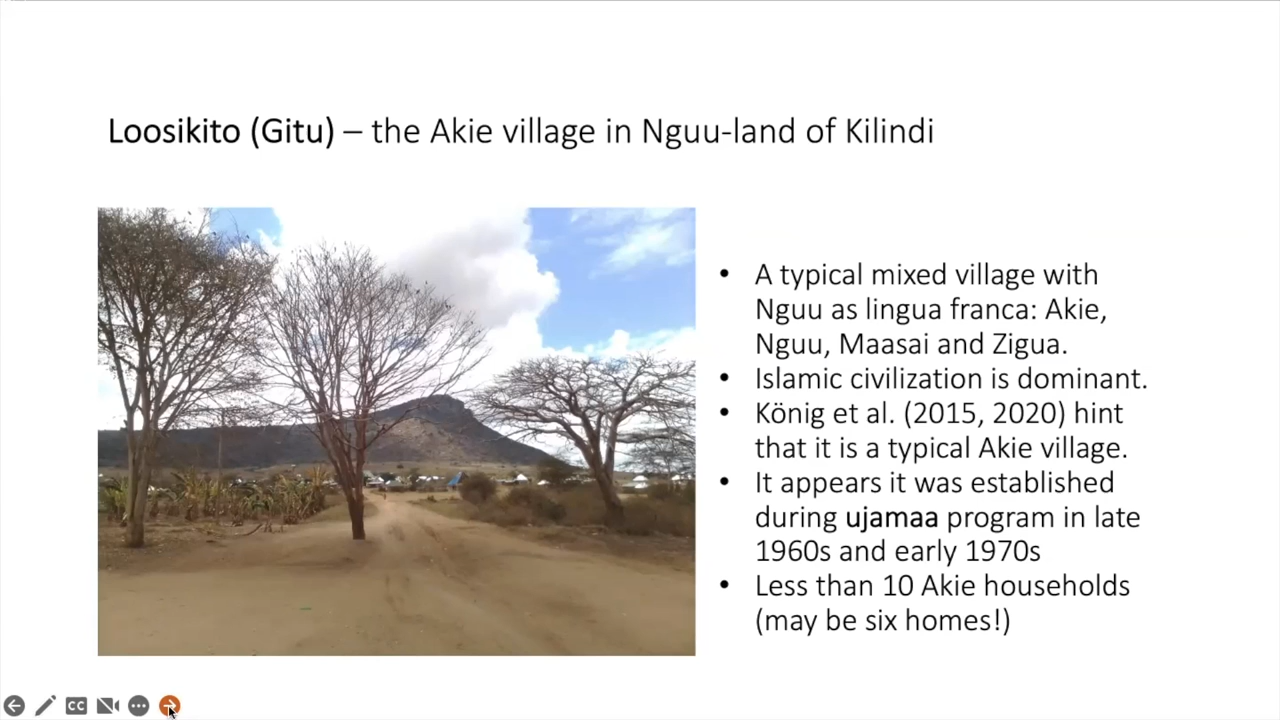 Loosikito (Gitu) – the Akie village in Nguu-land of Kilindi
• A typical mixed village with
Nguu as lingua franca: Akie,
Nguu, Maasai and Zigua.
• Islamic civilization is dominant.
• König et al. (2015, 2020) hint
that it is a typical Akie village.
• It appears it was established
during ujamaa program in late
1960s and early 1970s
• Less than 10 Akie households
(may be six homes!)
CC